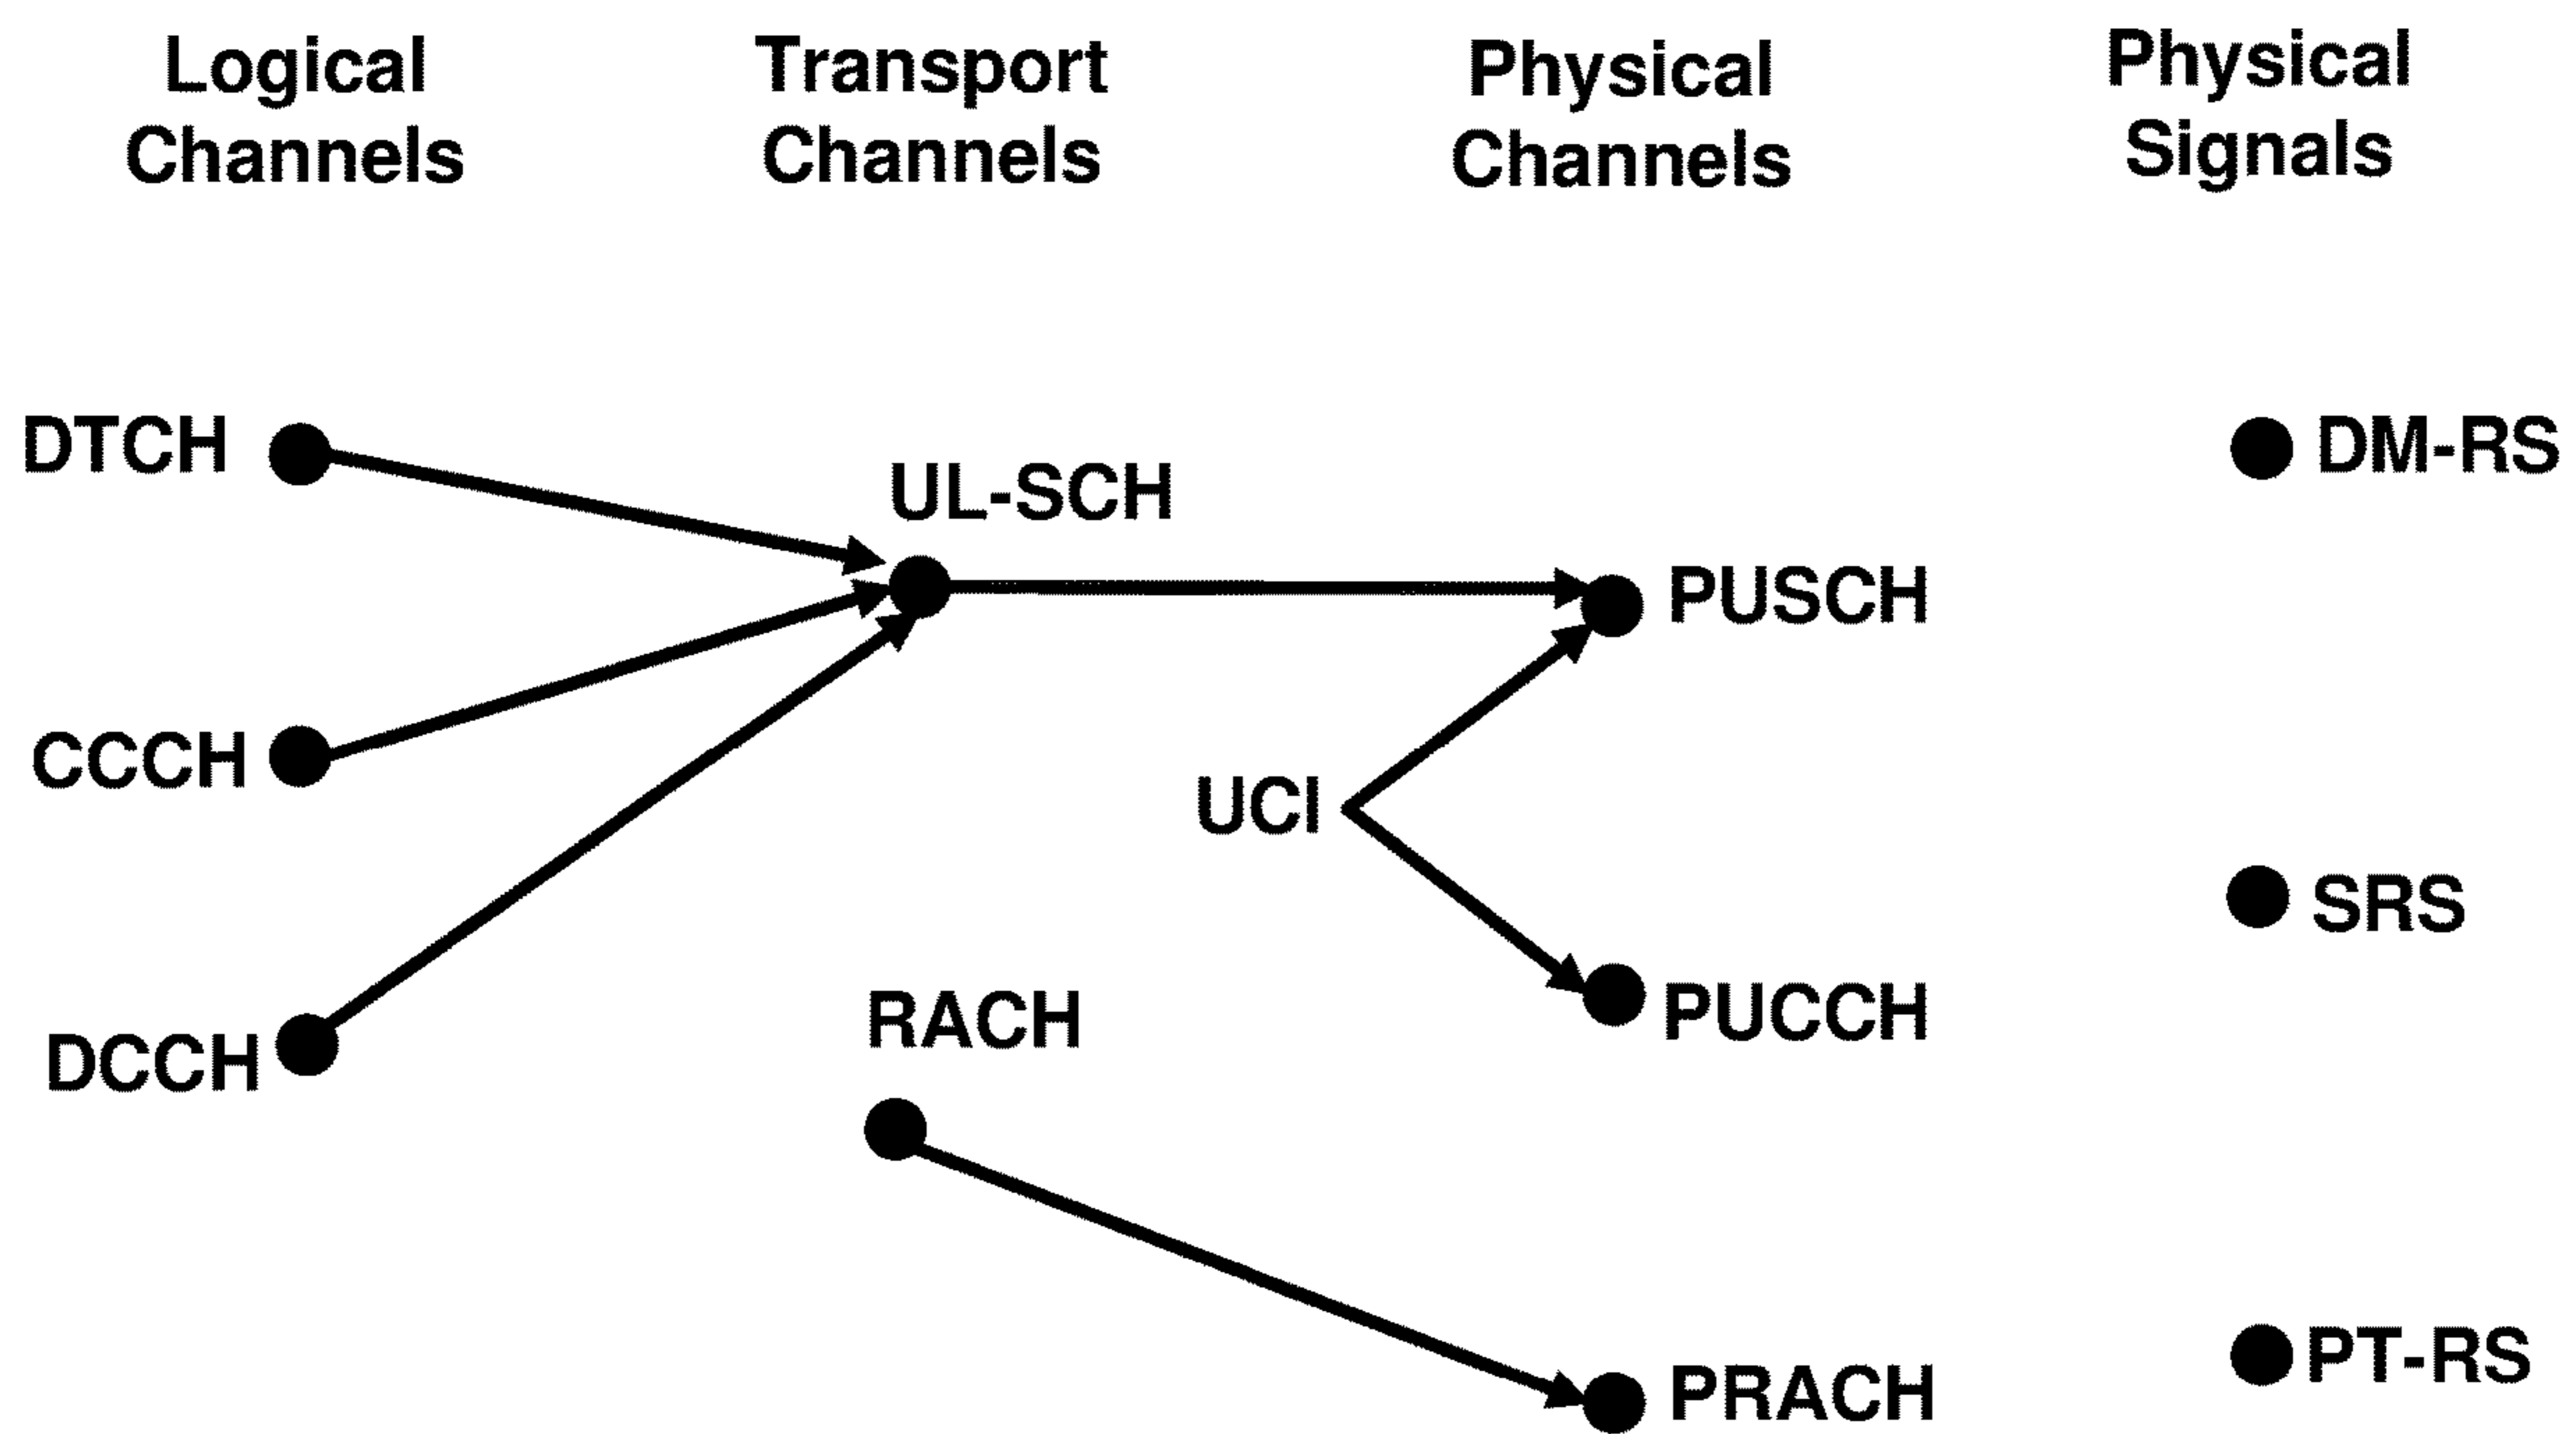 Logical
Channels
Transport
Channels
Physical
Channels
Physical
Signals
DTCH
UL-SCH
DM-RS
PUSCH
CCCH
UCI
SRS
DCCH
RACH
PUCCH
PRACH
PT-RS